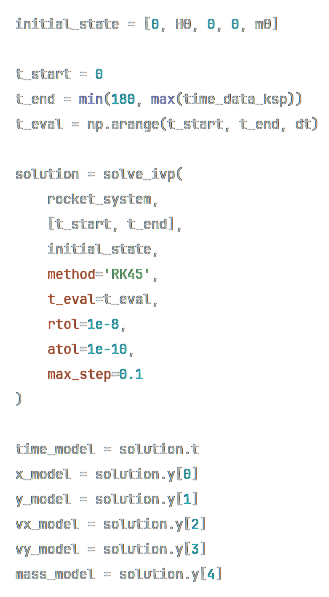 initial_state = [0, H0, 0, 0, m0]
t_start = 0
t_end = min(180, max(time_data_ksp))
t_eval = np.arange(t_start, t_end, dt)
solution = solve_ivp(
    rocket_system,
    [t_start, t_end],
    initial_state,
    method='RK45',
    t_eval=t_eval,
    rtol=1e-8,
    atol=1e-10,
    max_step=0.1
)
time_model = solution.t
x_model = solution.y[0]
y_model = solution.y[1]
vx_model = solution.y[2]
vy_model = solution.y[3]
mass_model = solution.y[4]